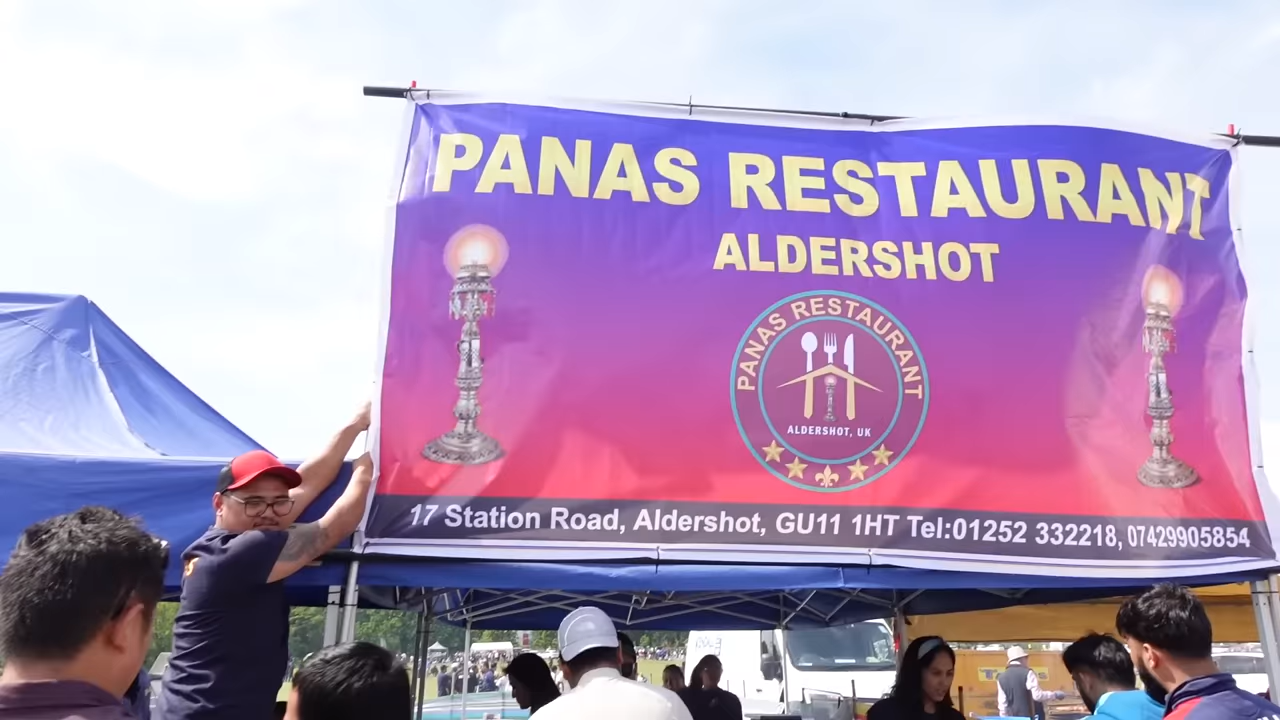 PANAS RESTAURANT
ALDERSHOT
PANAS RESTAURANT
ALDERSHOT, UK
17 Station Road, Aldershot, GU11 1HT Tel:01252 332218, 07429905854